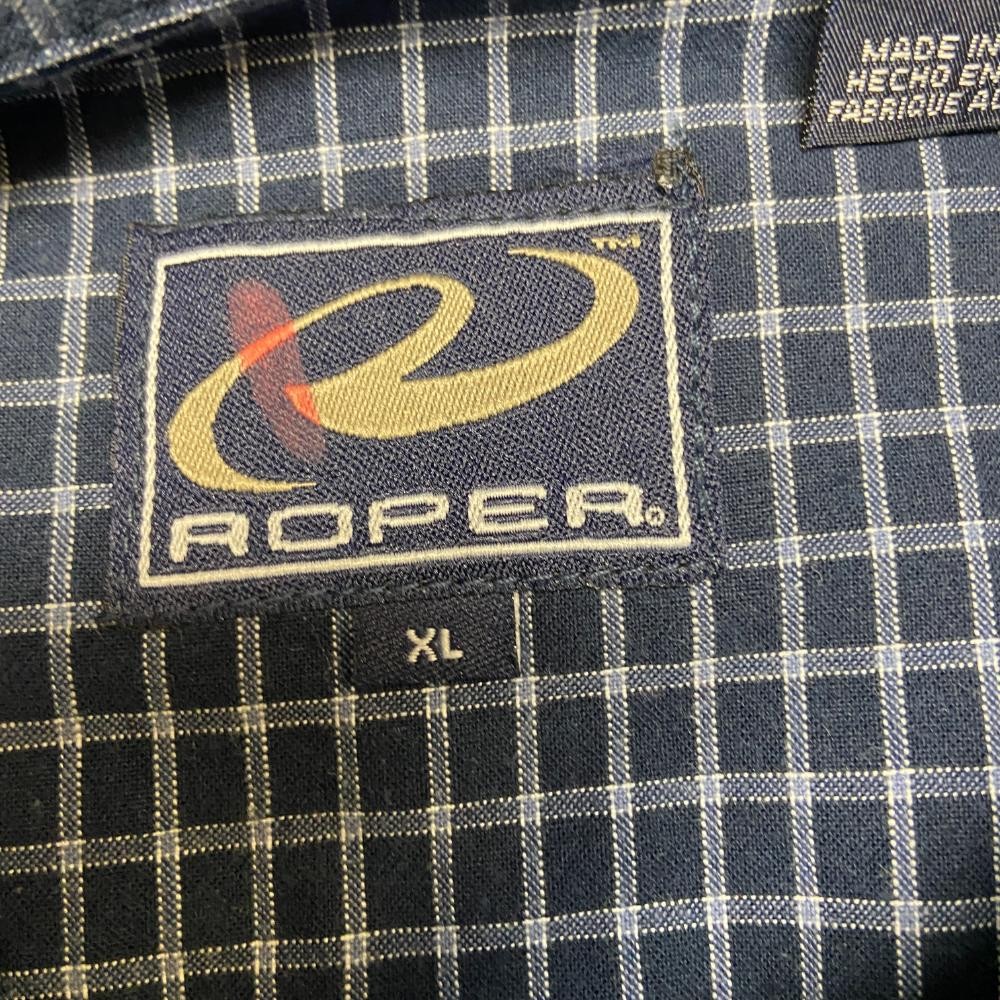 MADE IN
HECHO EN
FABRIQUE
TM
ROPER®
XL